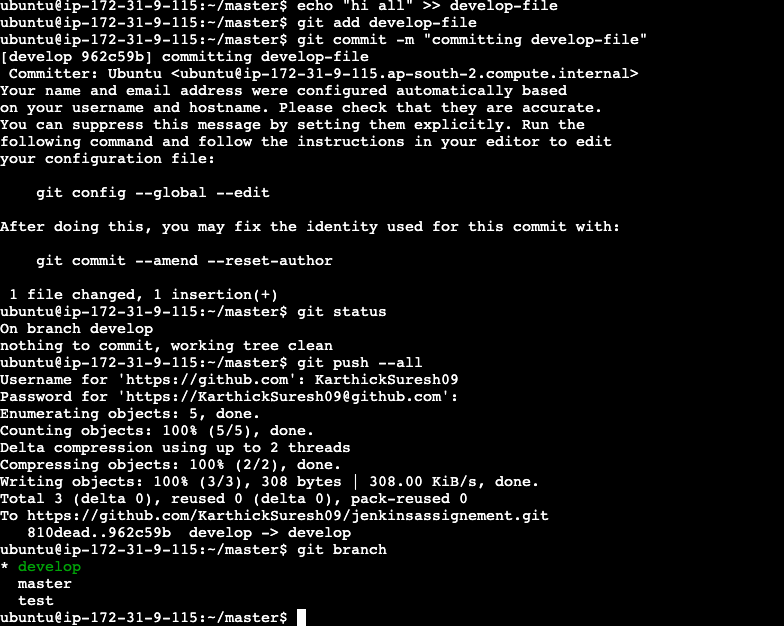 ubuntu@ip-172-31-9-115:~/master$ echo "hi all" >> develop-file
ubuntu@ip-172-31-9-115:~/master$ git add develop-file
ubuntu@ip-172-31-9-115:~/master$ git commit -m "committing develop-file"
[develop 962c59b] committing develop-file
 Committer: Ubuntu <ubuntu@ip-172-31-9-115.ap-south-2.compute.internal>
Your name and email address were configured automatically based
on your username and hostname. Please check that they are accurate.
You can suppress this message by setting them explicitly. Run the
following command and follow the instructions in your editor to edit
your configuration file:

    git config --global --edit

After doing this, you may fix the identity used for this commit with:

    git commit --amend --reset-author

 1 file changed, 1 insertion(+)
ubuntu@ip-172-31-9-115:~/master$ git status
On branch develop
nothing to commit, working tree clean
ubuntu@ip-172-31-9-115:~/master$ git push --all
Username for 'https://github.com': KarthickSuresh09
Password for 'https://KarthickSuresh09@github.com':
Enumerating objects: 5, done.
Counting objects: 100% (5/5), done.
Delta compression using up to 2 threads
Compressing objects: 100% (2/2), done.
Writing objects: 100% (3/3), 308 bytes | 308.00 KiB/s, done.
Total 3 (delta 0), reused 0 (delta 0), pack-reused 0
To https://github.com/KarthickSuresh09/jenkinsassignement.git
   810dead..962c59b  develop -> develop
ubuntu@ip-172-31-9-115:~/master$ git branch
* develop
  master
  test
ubuntu@ip-172-31-9-115:~/master$